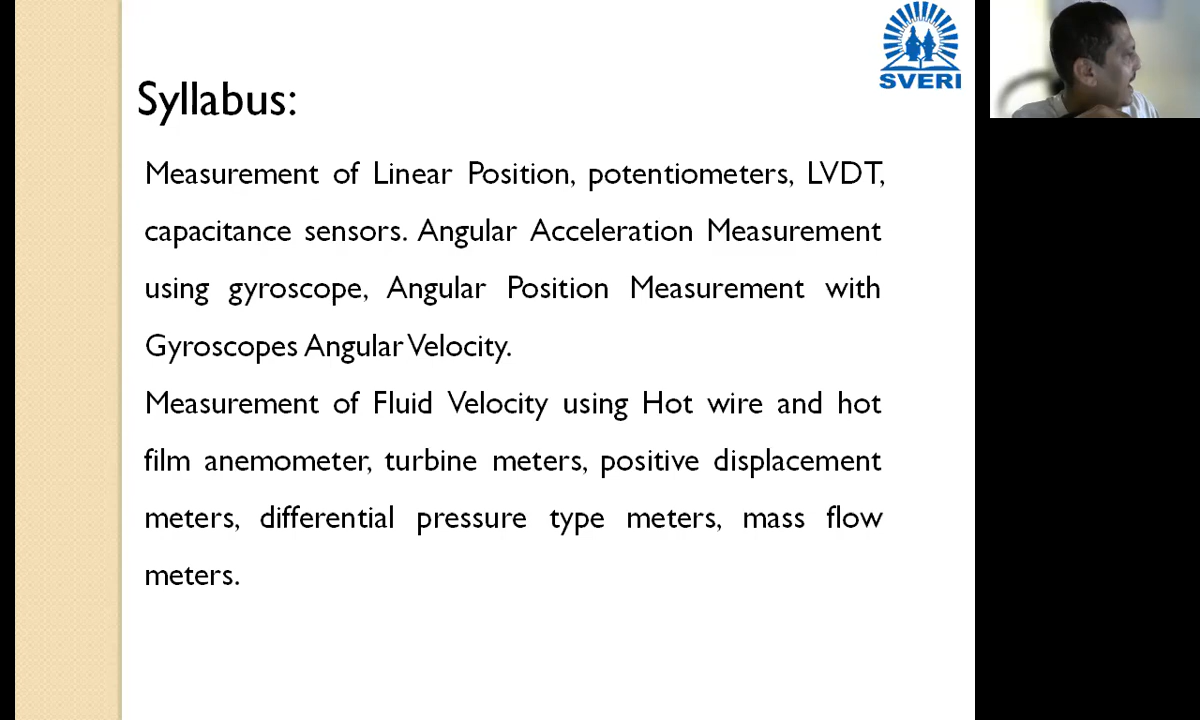 SVERI
Syllabus:
Measurement of Linear Position, potentiometers, LVDT,
capacitance sensors. Angular Acceleration Measurement
using gyroscope, Angular Position Measurement with
Gyroscopes Angular Velocity.
Measurement of Fluid Velocity using Hot wire and hot
film anemometer, turbine meters, positive displacement
meters, differential pressure type meters, mass flow
meters.